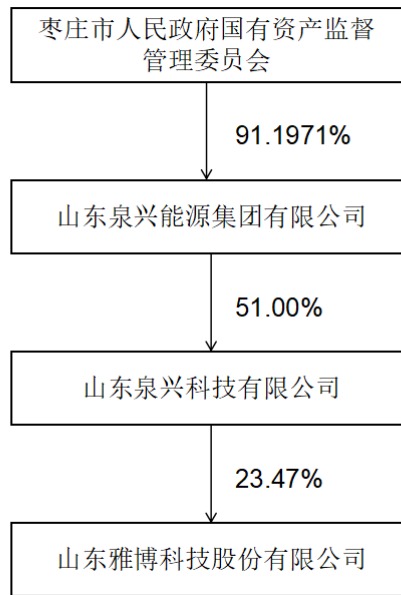 枣庄市人民政府国有资产监督
管理委员会
91.1971%
山东泉兴能源集团有限公司
51.00%
山东泉兴科技有限公司
23.47%
山东雅博科技股份有限公司